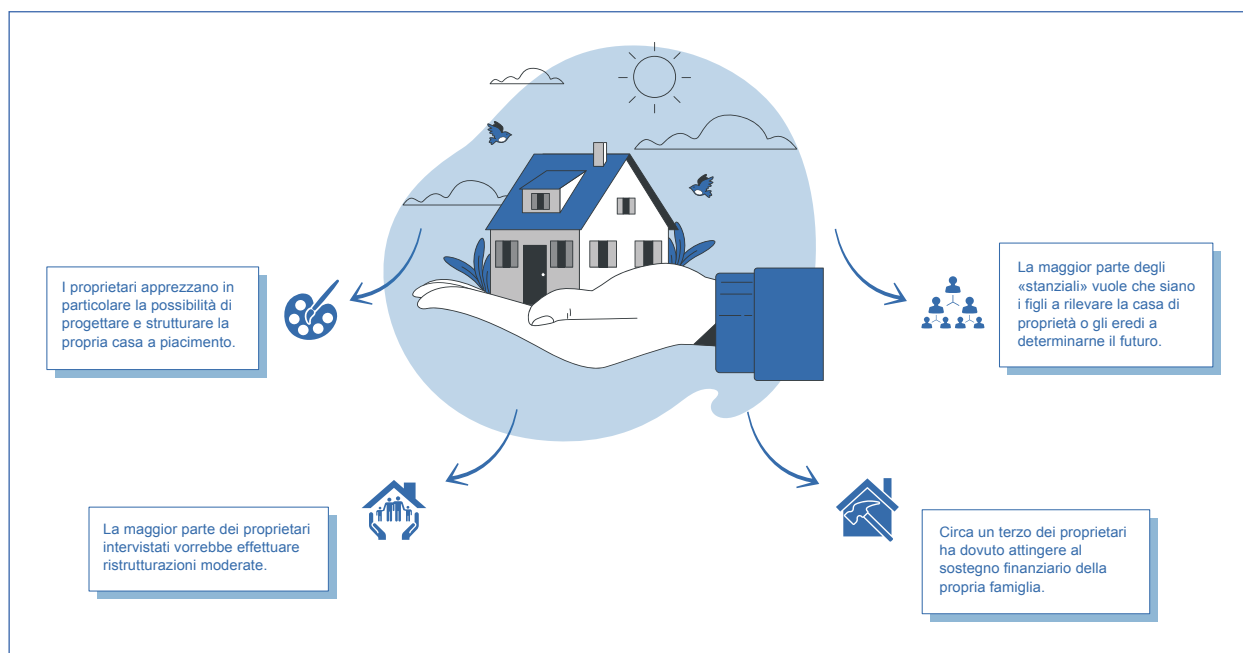 I proprietari apprezzano in
particolare la possibilità di
progettare e strutturare la
propria casa a piacimento.
La maggior parte degli
«stanziali» vuole che siano
i figli a rilevare la casa di
proprietà o gli eredi a
determinarne il futuro.
La maggior parte dei proprietari
intervistati vorrebbe effettuare
ristrutturazioni moderate.
Circa un terzo dei proprietari
ha dovuto attingere al
sostegno finanziario della
propria famiglia.